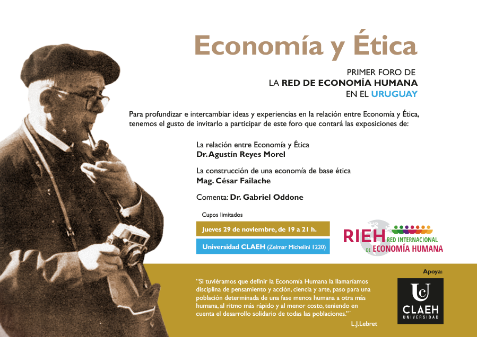 Economía y Ética
PRIMER FORO DE
LA RED DE ECONOMÍA HUMANA
EN EL URUGUAY
Para profundizar e intercambiar ideas y experiencias en la relación entre Economía y Ética,
tenemos el gusto de invitarlo a participar de este foro que contará las exposiciones de:
La relación entre Economía y Ética
Dr. Agustín Reyes Morel
La construcción de una economía de base ética
Mag. César Failache
Comenta: Dr. Gabriel Oddone
Cupos limitados
Jueves 29 de noviembre, de 19 a 21 h.
Universidad CLAEH (Zelmar Michelini 1220)
RIEH RED INTERNACIONAL
DE ECONOMÍA HUMANA
Apoya:
"Si tuviéramos que definir la Economía Humana la llamaríamos
disciplina de pensamiento y acción, ciencia y arte, paso para una
población determinada de una fase menos humana a otra más
humana, al ritmo más rápido y al menor costo, teniendo en
cuenta el desarrollo solidario de todas las poblaciones."
L.J.Lebret
CLAEH
UNIVERSIDAD